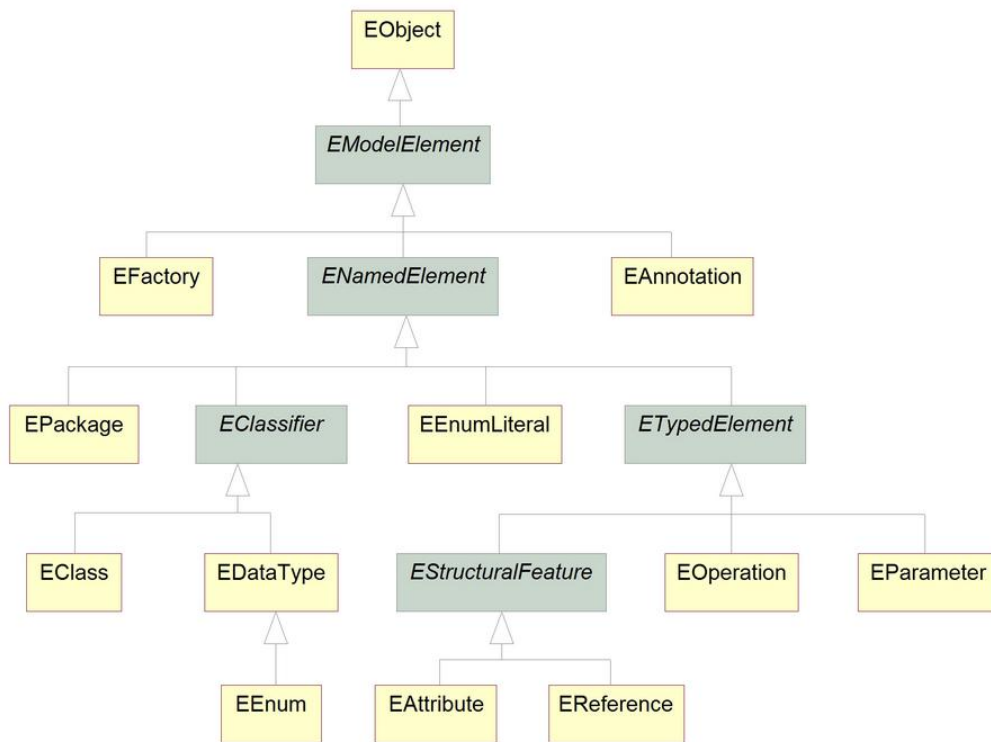 EObject
EModelElement
EFactory
ENamedElement
EAnnotation
EPackage
EClassifier
EEnumLiteral
ETypedElement
EClass
EDataType
EStructuralFeature
EOperation
EParameter
EEnum
EAttribute
EReference